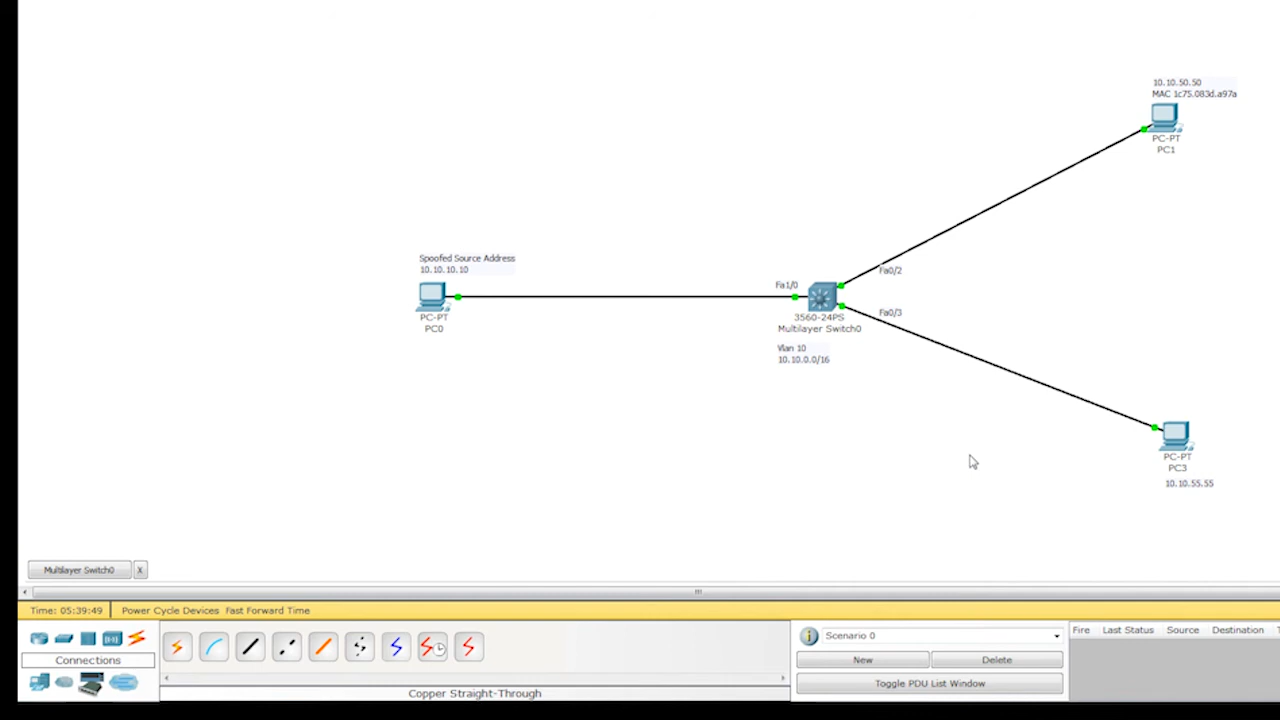 10.10.50.50
MAC 1c75.083d.a97a
PC-PT
PC1
Spoofed Source Address
10.10.10.10
PC-PT
PC0
Fa1/0
Fa0/2
Fa0/3
3560-24PS
Multilayer Switch0
Vlan 10
10.10.0.0/16
PC-PT
PC3
10.10.55.55
Multilayer Switch0 X
Time: 05:39:49 Power Cycle Devices Fast Forward Time
Connections
Copper Straight-Through
Scenario 0
New Delete
Toggle PDU List Window
Fire Last Status Source Destination